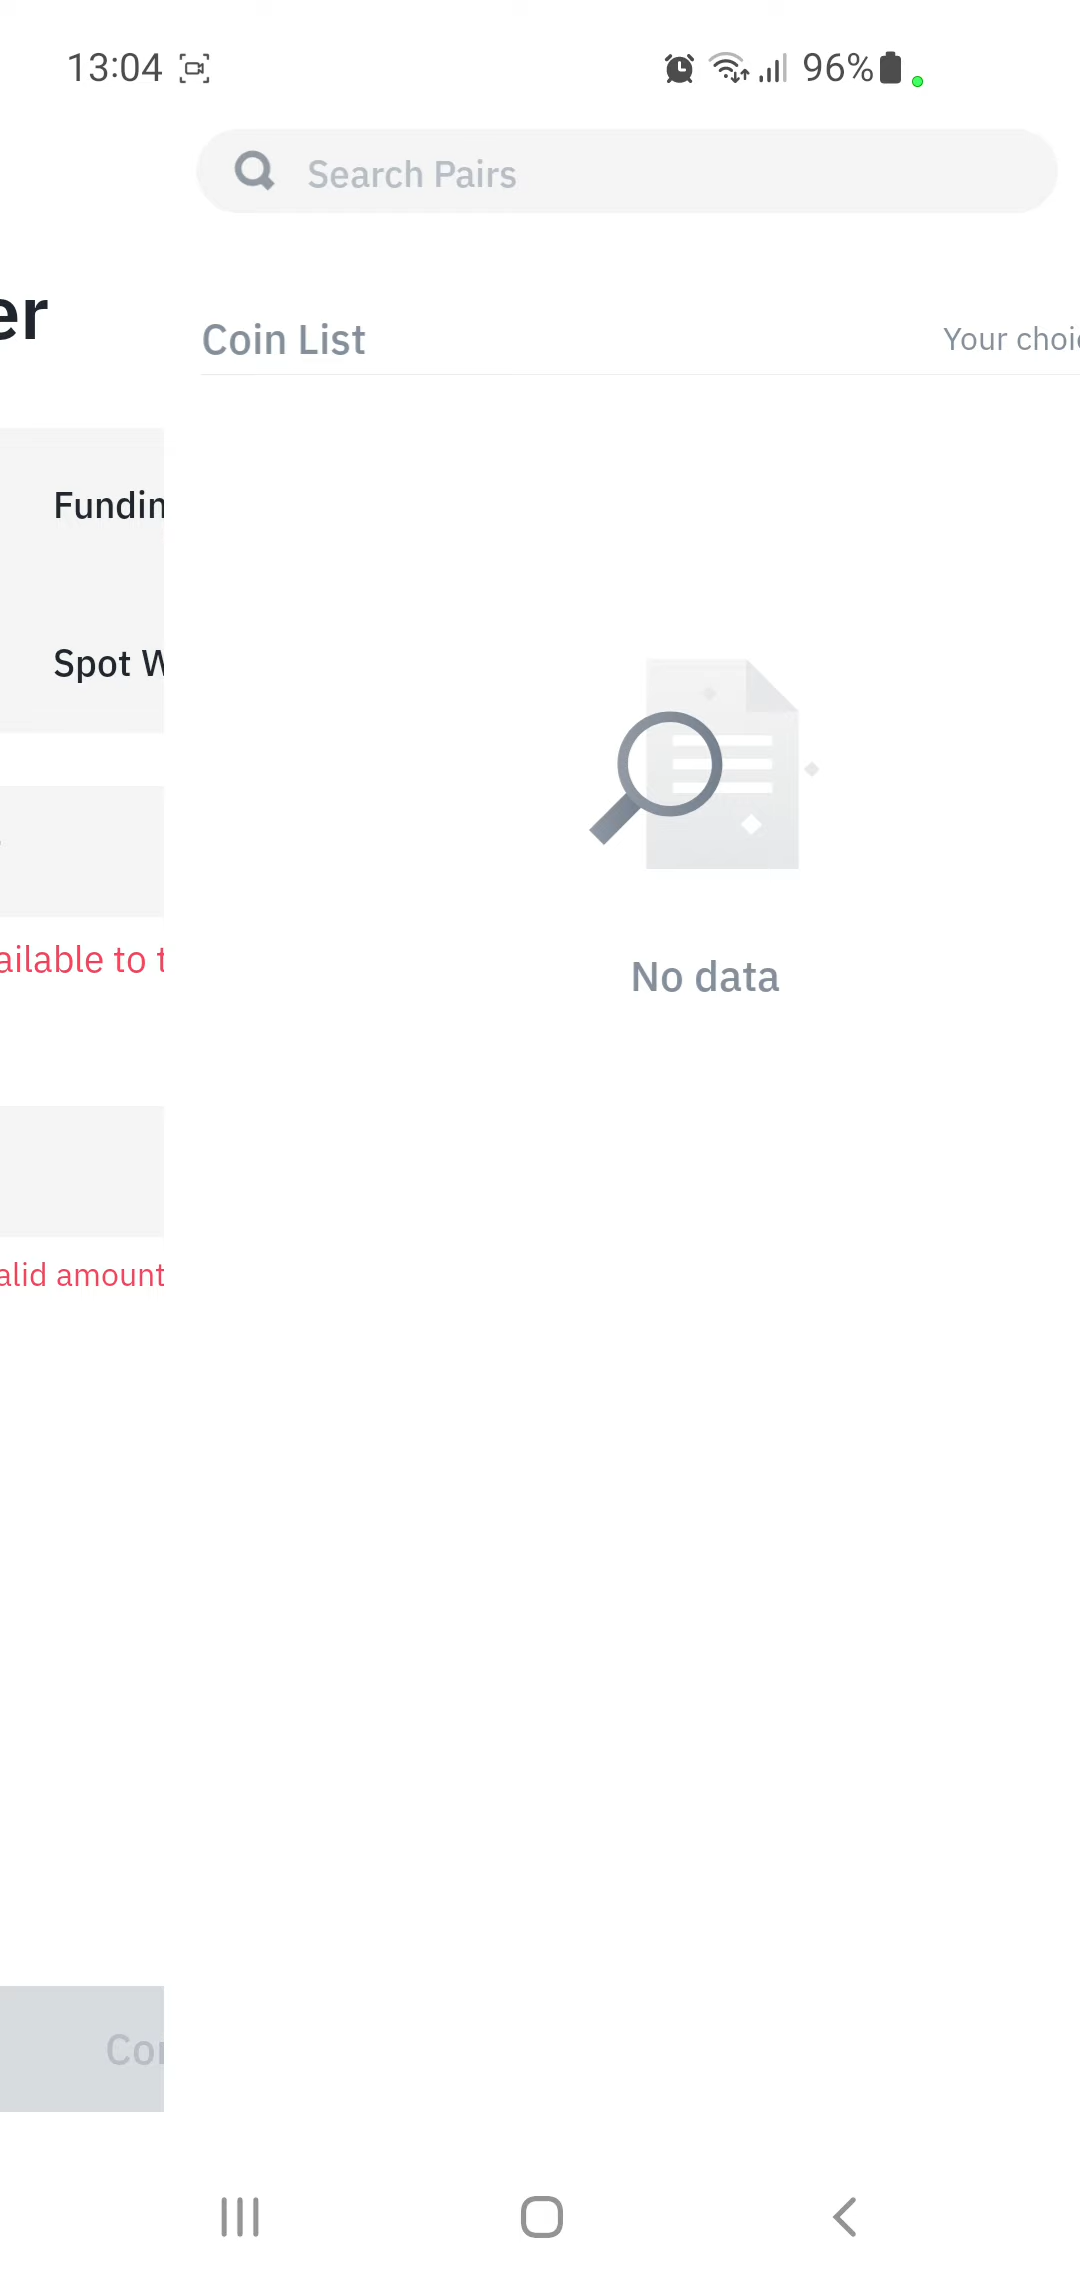 13:04
96%
Search Pairs
er
Coin List
Your choi
Fundin
Spot W
ailable to t
No data
alid amount
Co